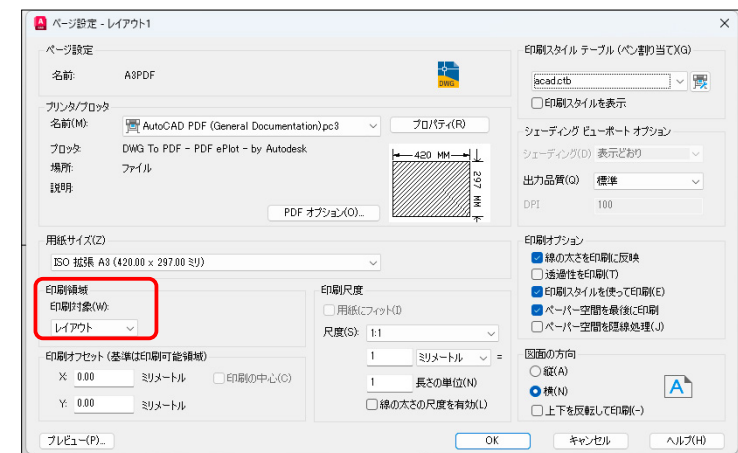 ページ設定 - レイアウト1
ページ設定
名前: A3PDF
DWG
プリンタ/プロッタ
名前(M): AutoCAD PDF (General Documentation).pc3 プロパティ(R)
プロッタ: DWG To PDF - PDF ePlot - by Autodesk
場所: ファイル
説明:
420 MM
297 MM
PDF オプション(O)...
用紙サイズ(Z)
ISO 拡張 A3 (420.00 x 297.00 ミリ)
印刷領域
印刷対象(W):
レイアウト
印刷オフセット (基準は印刷可能領域)
X: 0.00 ミリメートル 印刷の中心(C)
Y: 0.00 ミリメートル
印刷尺度
用紙にフィット(I)
尺度(S): 1:1
1 ミリメートル =
1 長さの単位(N)
線の太さの尺度を有効(L)
印刷スタイル テーブル (ペン割り当て)(G)
acad.ctb
印刷スタイルを表示
シェーディング ビューポート オプション
シェーディング(D) 表示どおり
出力品質(Q) 標準
DPI 100
印刷オプション
線の太さを印刷に反映
透過性を印刷(T)
印刷スタイルを使って印刷(E)
ペーパー空間を最後に印刷
ペーパー空間を隠線処理(J)
図面の方向
縦(A)
横(N)
上下を反転して印刷(-)
A
プレビュー(P)... OK キャンセル ヘルプ(H)